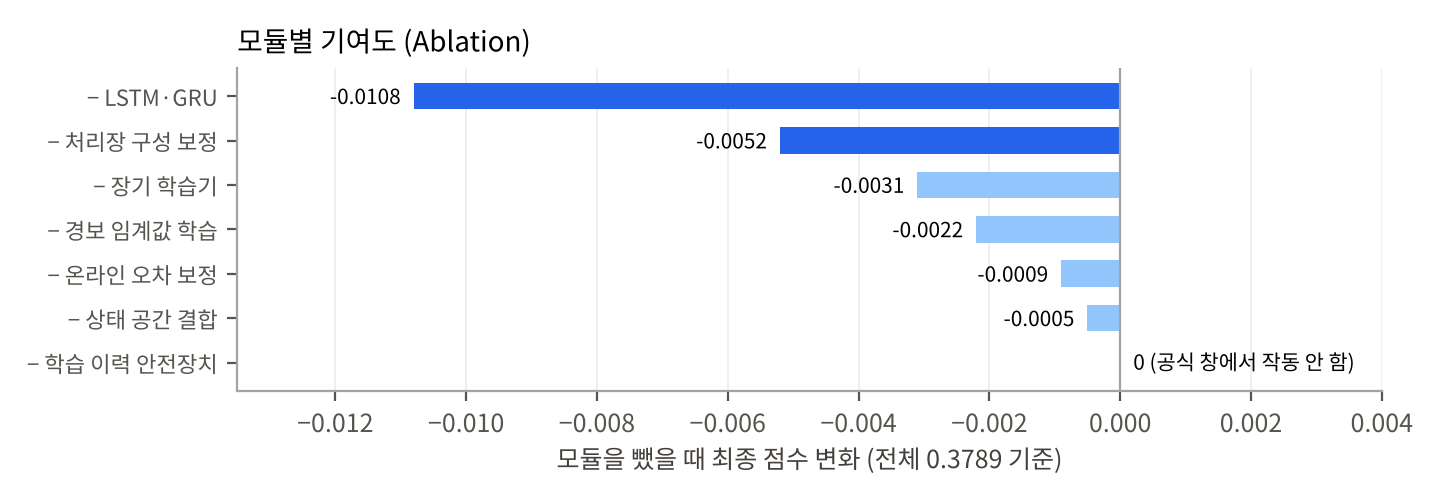 모듈별 기여도 (Ablation)
− LSTM·GRU -0.0108
− 처리장 구성 보정 -0.0052
− 장기 학습기 -0.0031
− 경보 임계값 학습 -0.0022
− 온라인 오차 보정 -0.0009
− 상태 공간 결합 -0.0005
− 학습 이력 안전장치 0 (공식 창에서 작동 안 함)
−0.012 −0.010 −0.008 −0.006 −0.004 −0.002 0.000 0.002 0.004
모듈을 뺐을 때 최종 점수 변화 (전체 0.3789 기준)